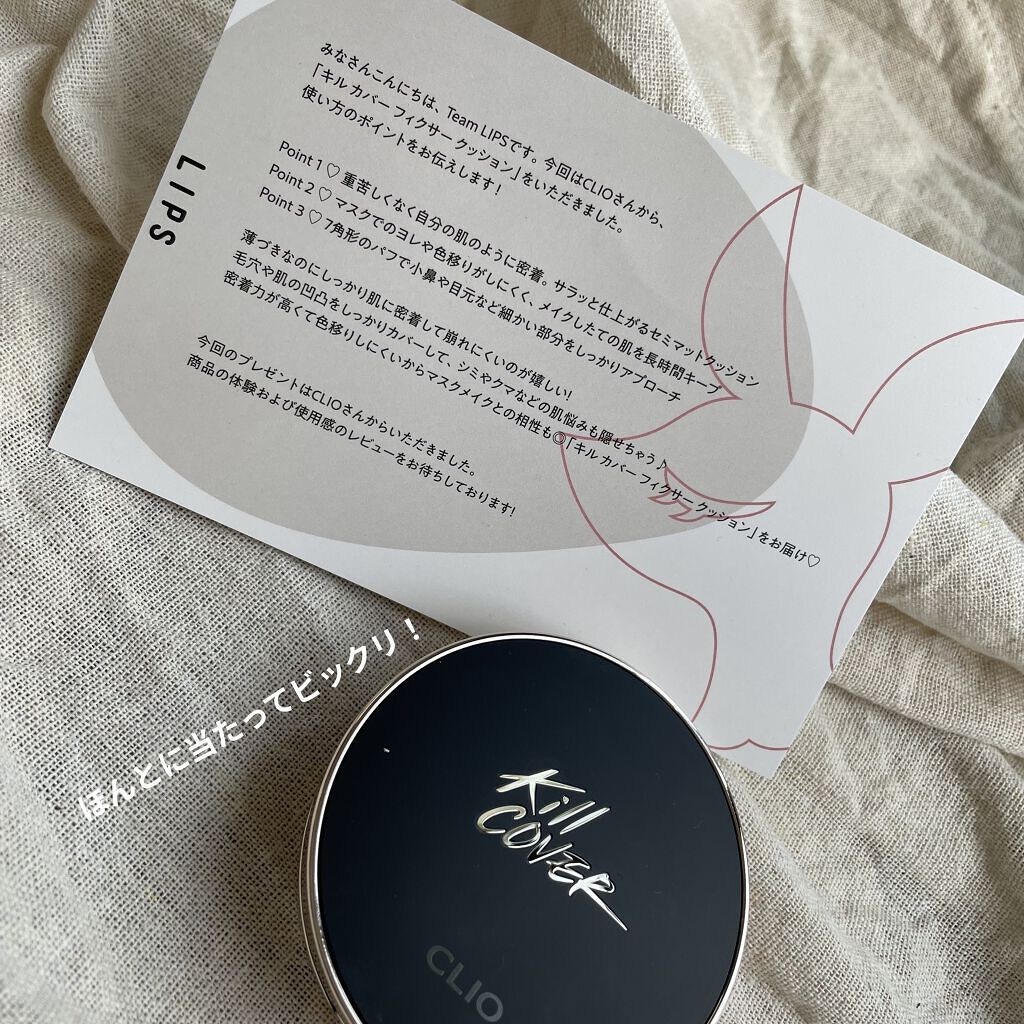 LIPS
みなさんこんにちは、Team LIPSです。今回はCLIOさんから、
「キル カバー フィクサー クッション」をいただきました。
使い方のポイントをお伝えします!
Point 1 ♡ 重苦しくなく自分の肌のように密着。サラッと仕上がるセミマットクッション
Point 2 ♡ マスクでのヨレや色移りがしにくく、メイクしたての肌を長時間キープ
Point 3 ♡ 7角形のパフで小鼻や目元など細かい部分をしっかりアプローチ
薄づきなのにしっかり肌に密着して崩れにくいのが嬉しい!
毛穴や肌の凹凸をしっかりカバーして、シミやクマなどの肌悩みも隠せちゃう♪
密着力が高くて色移りしにくいからマスクメイクとの相性も◎「キル カバー フィクサー クッション」をお届け♡
今回のプレゼントはCLIOさんからいただきました。
商品の体験および使用感のレビューをお待ちしております!
ほんとに当たってビックリ!
Kill
COVER
CLIO